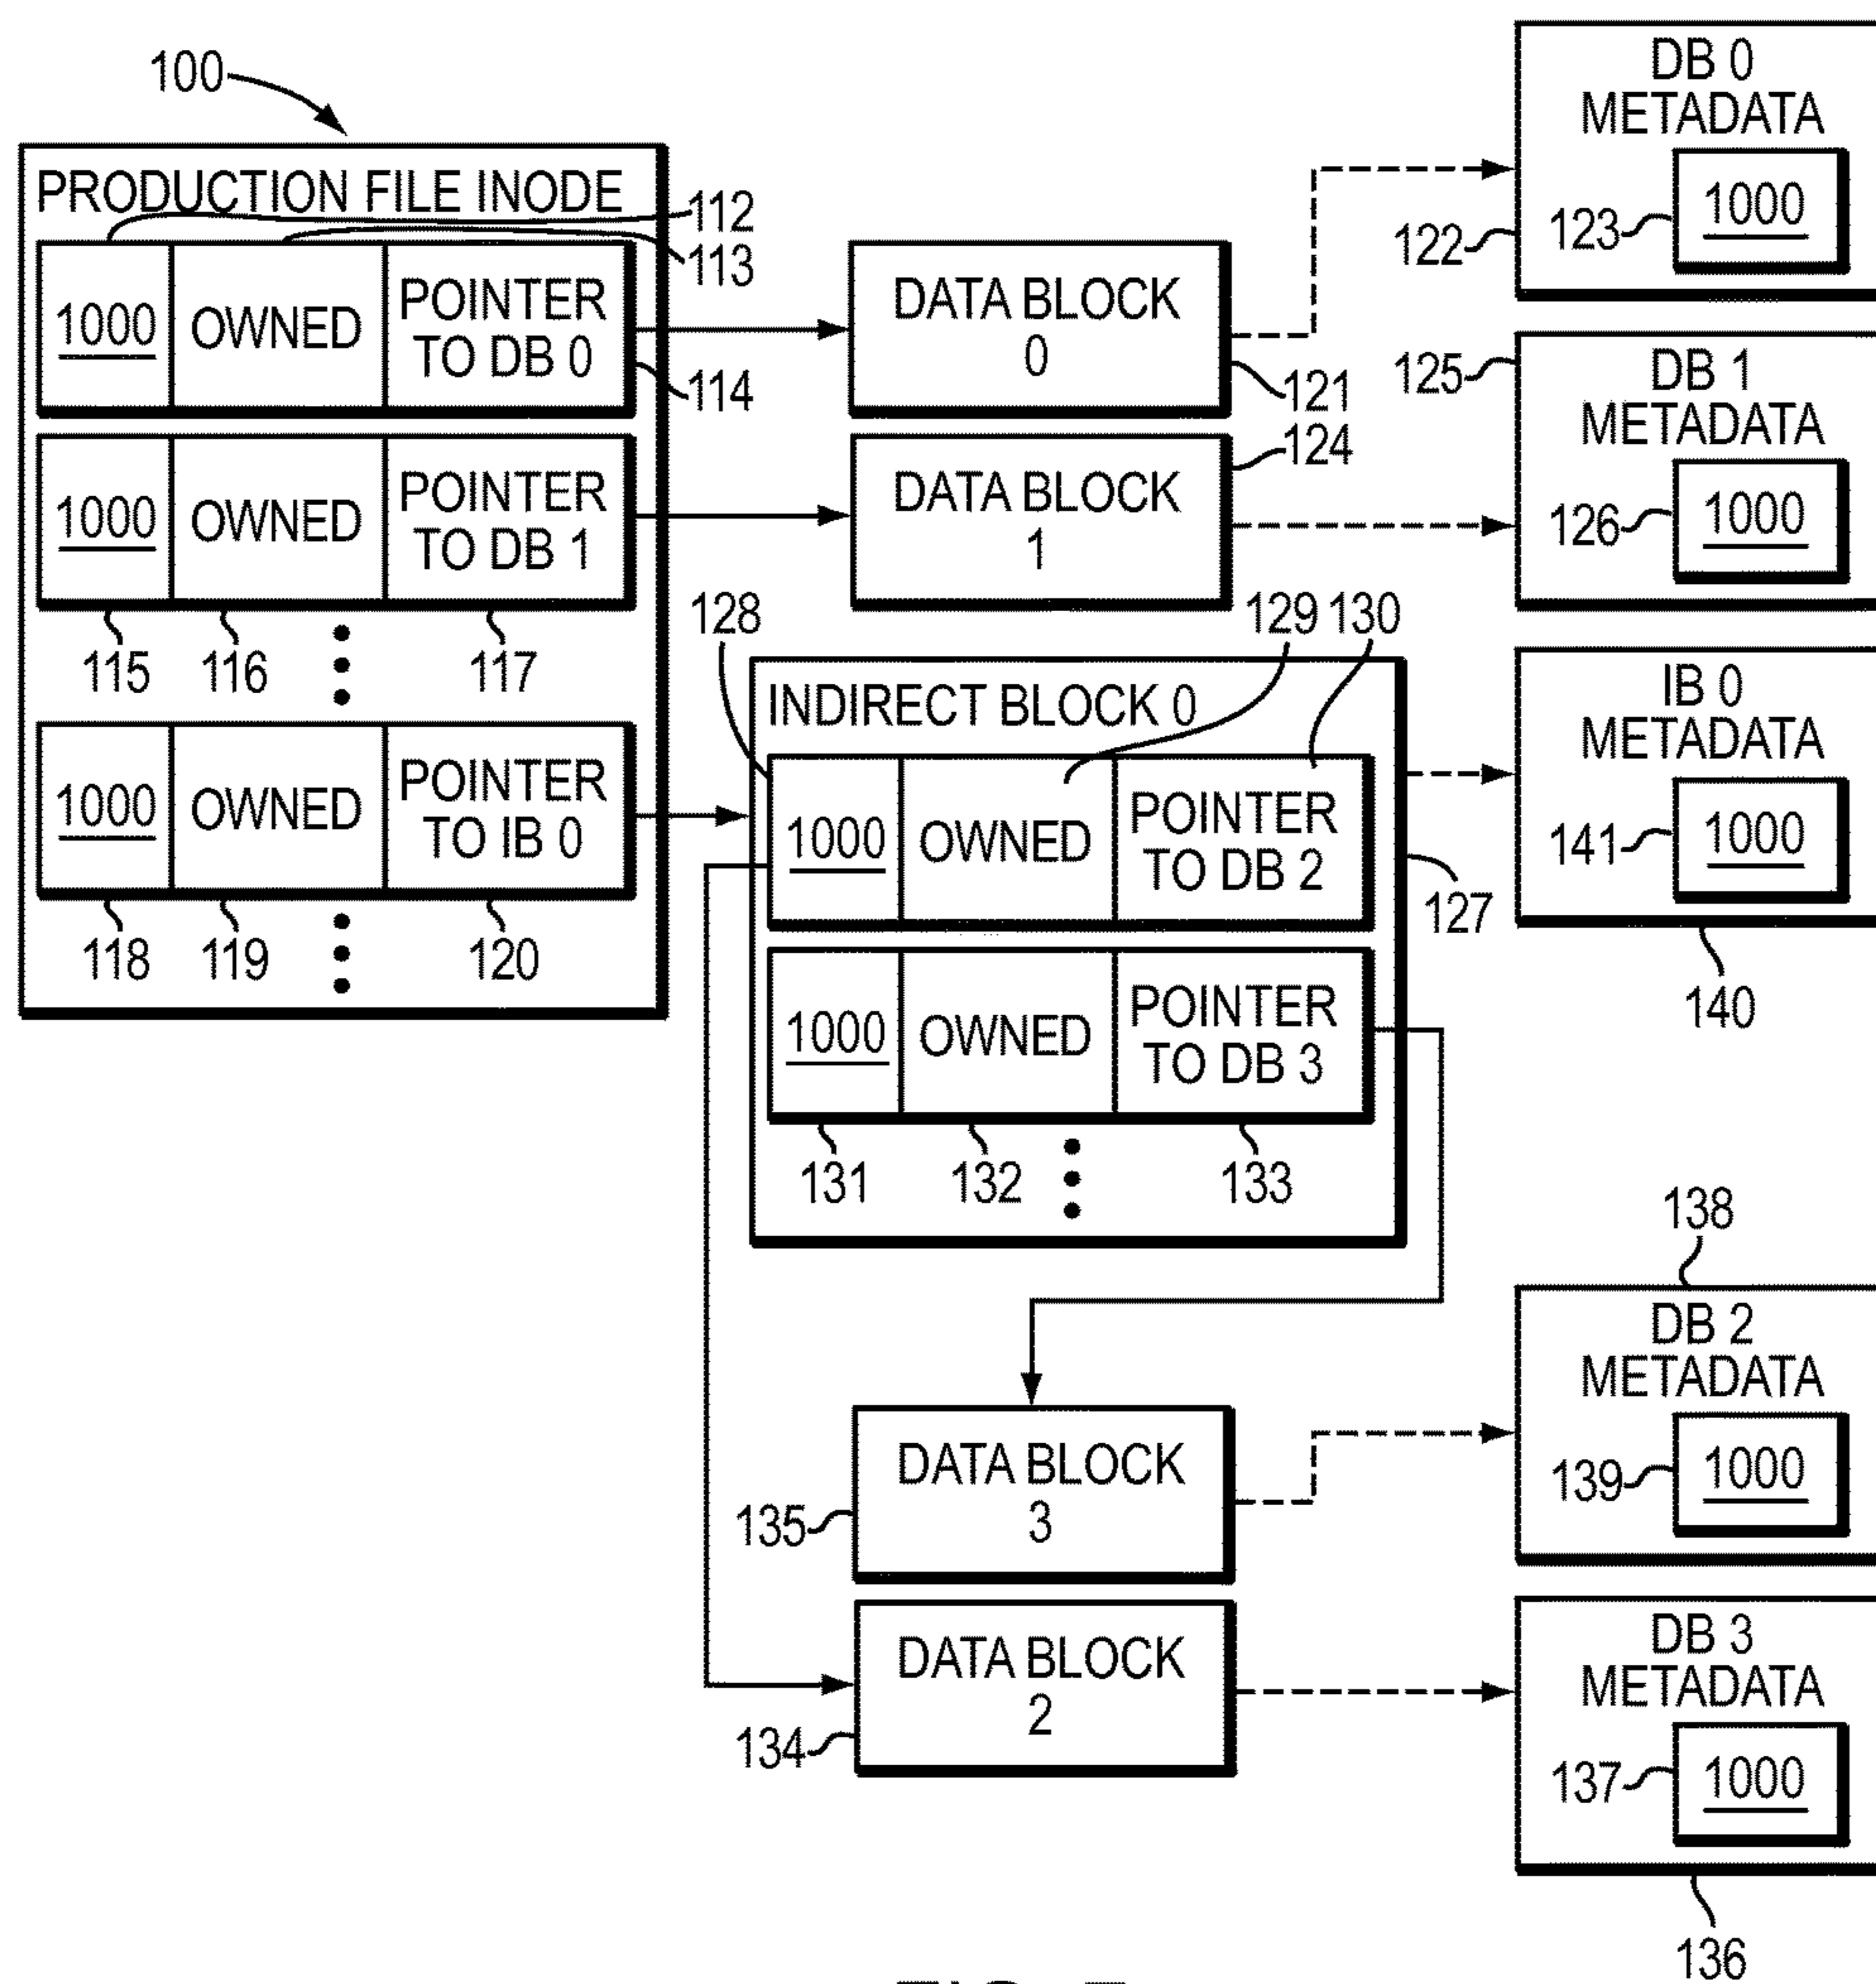 100
PRODUCTION FILE INODE
112
113
1000 OWNED POINTER TO DB 0
114
1000 OWNED POINTER TO DB 1
115 116 117
1000 OWNED POINTER TO IB 0
118 119 120
DATA BLOCK
0
121
124
DATA BLOCK
1
128 129 130
INDIRECT BLOCK 0
1000 OWNED POINTER TO DB 2
127
1000 OWNED POINTER TO DB 3
131 132 133
DATA BLOCK
3
135
DATA BLOCK
2
134
DB 0
METADATA
122 123 1000
125
DB 1
METADATA
126 1000
IB 0
METADATA
141 1000
140
138
DB 2
METADATA
139 1000
DB 3
METADATA
137 1000
136